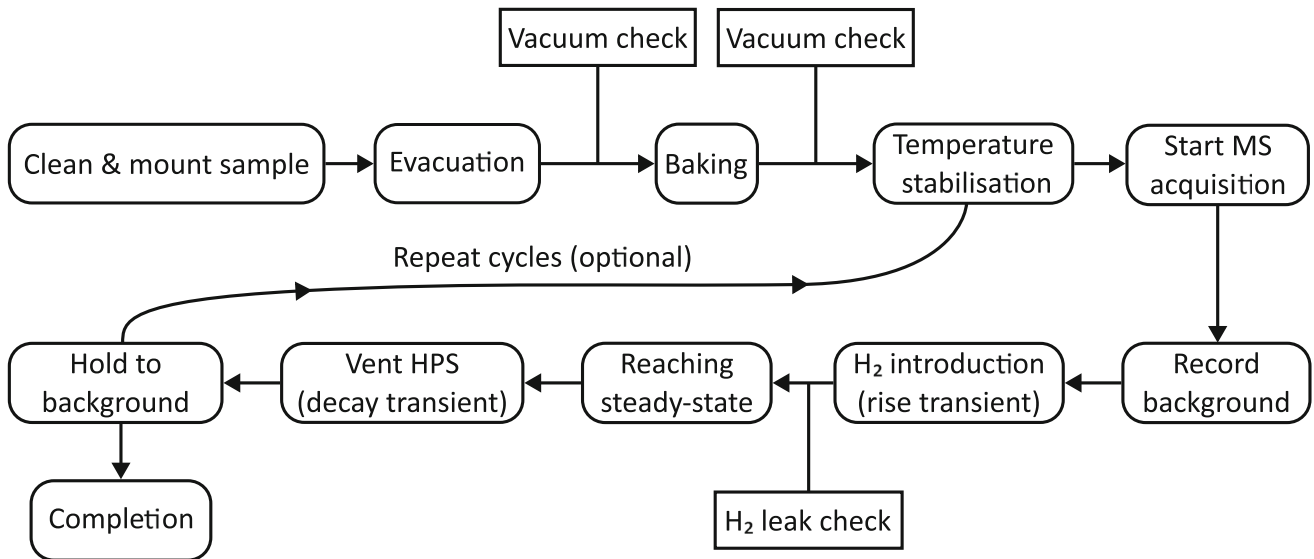 Vacuum check
Vacuum check
Clean & mount sample
Evacuation
Baking
Temperature
stabilisation
Start MS
acquisition
Repeat cycles (optional)
Hold to
background
Vent HPS
(decay transient)
Reaching
steady-state
H₂ introduction
(rise transient)
Record
background
Completion
H₂ leak check